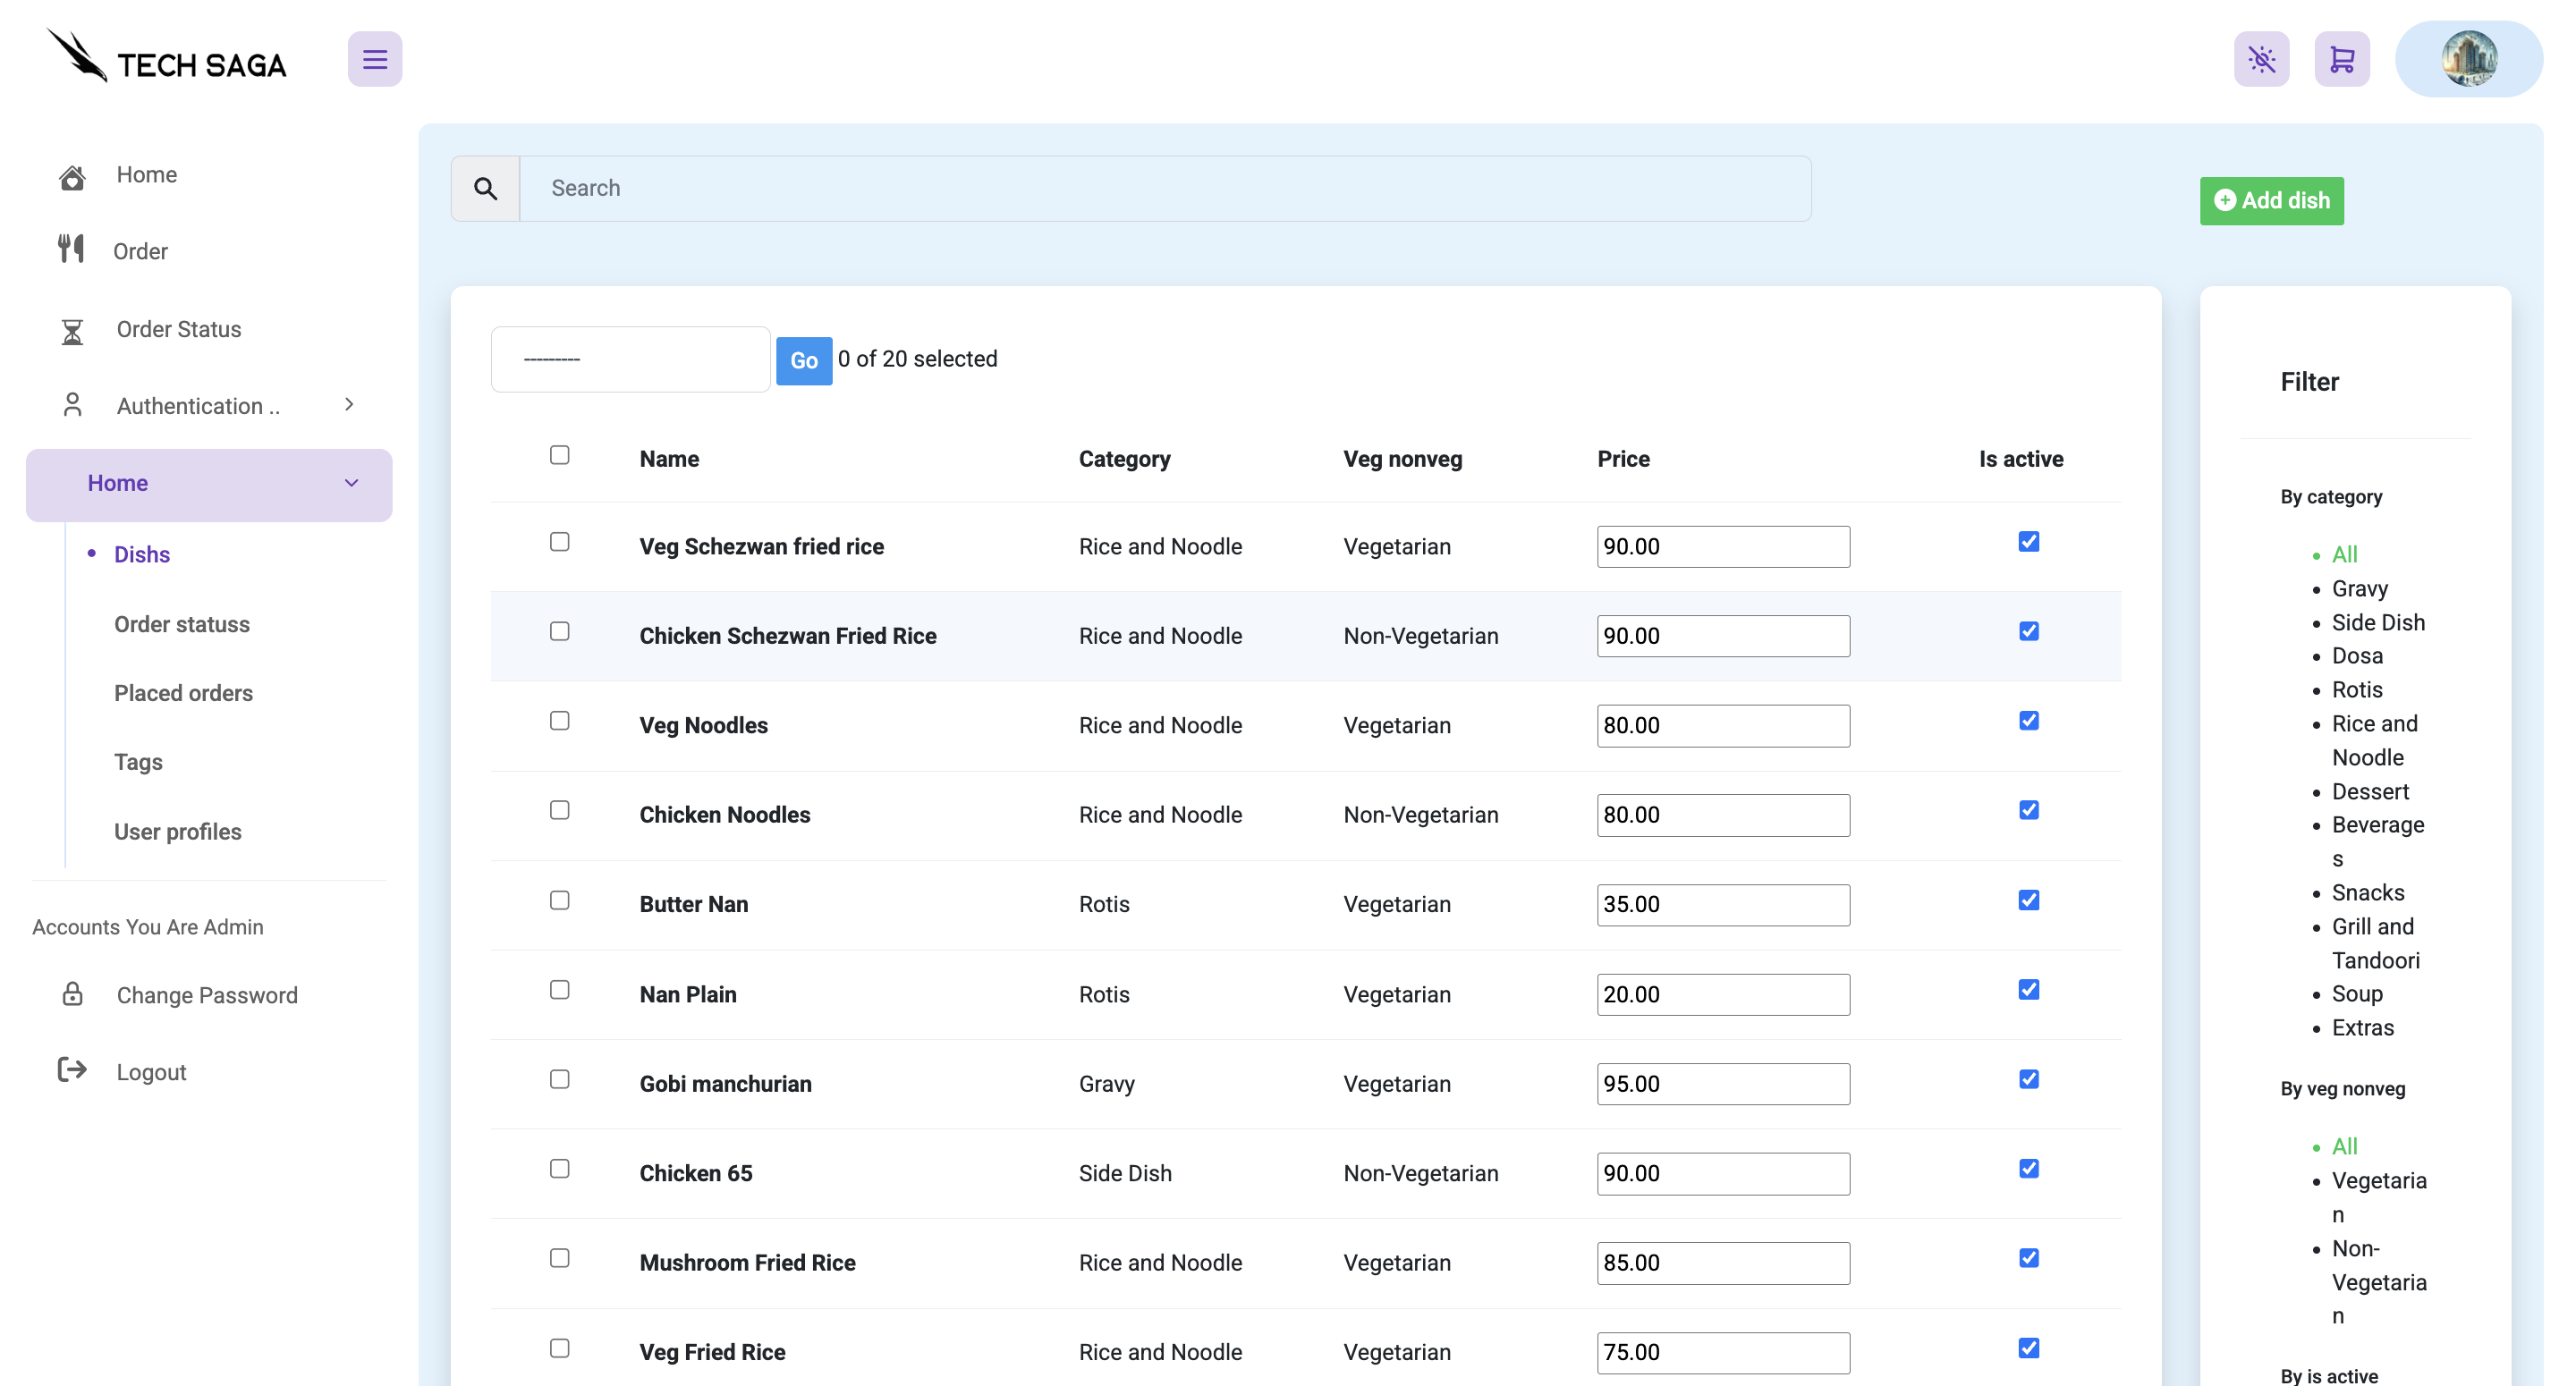 TECH SAGA
Home
Order
Order Status
Authentication ..
Home
Dishs
Order statuss
Placed orders
Tags
User profiles
Accounts You Are Admin
Change Password
Logout
Search
Add dish
---------
Go
0 of 20 selected
Name Category Veg nonveg Price Is active
Veg Schezwan fried rice Rice and Noodle Vegetarian 90.00
Chicken Schezwan Fried Rice Rice and Noodle Non-Vegetarian 90.00
Veg Noodles Rice and Noodle Vegetarian 80.00
Chicken Noodles Rice and Noodle Non-Vegetarian 80.00
Butter Nan Rotis Vegetarian 35.00
Nan Plain Rotis Vegetarian 20.00
Gobi manchurian Gravy Vegetarian 95.00
Chicken 65 Side Dish Non-Vegetarian 90.00
Mushroom Fried Rice Rice and Noodle Vegetarian 85.00
Veg Fried Rice Rice and Noodle Vegetarian 75.00
Filter
By category
All
Gravy
Side Dish
Dosa
Rotis
Rice and
Noodle
Dessert
Beverage
s
Snacks
Grill and
Tandoori
Soup
Extras
By veg nonveg
All
Vegetaria
n
Non-
Vegetaria
n
By is active